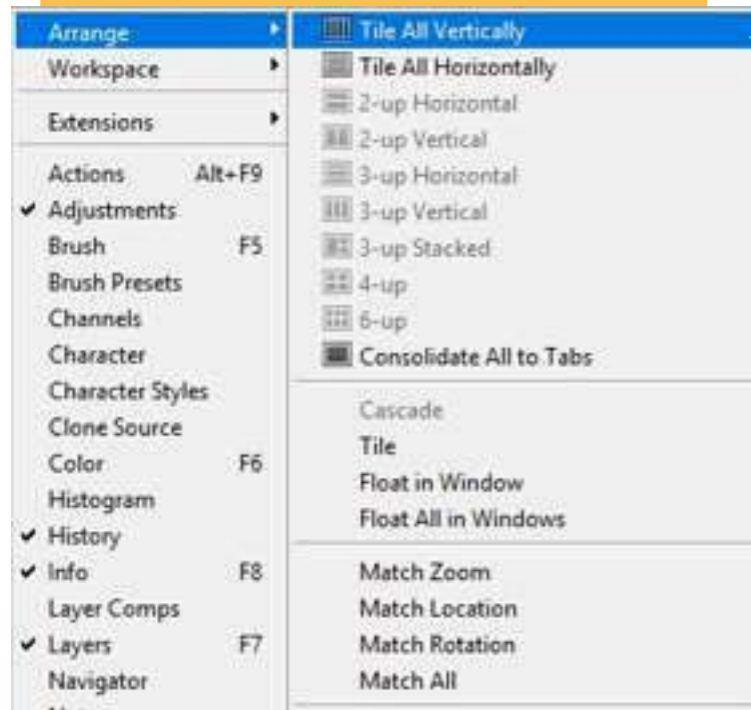 Arrange
Workspace
Extensions
Actions Alt+F9
Adjustments
Brush F5
Brush Presets
Channels
Character
Character Styles
Clone Source
Color F6
Histogram
History
Info F8
Layer Comps
Layers F7
Navigator
Tile All Vertically
Tile All Horizontally
2-up Horizontal
2-up Vertical
3-up Horizontal
3-up Vertical
3-up Stacked
4-up
6-up
Consolidate All to Tabs
Cascade
Tile
Float in Window
Float All in Windows
Match Zoom
Match Location
Match Rotation
Match All